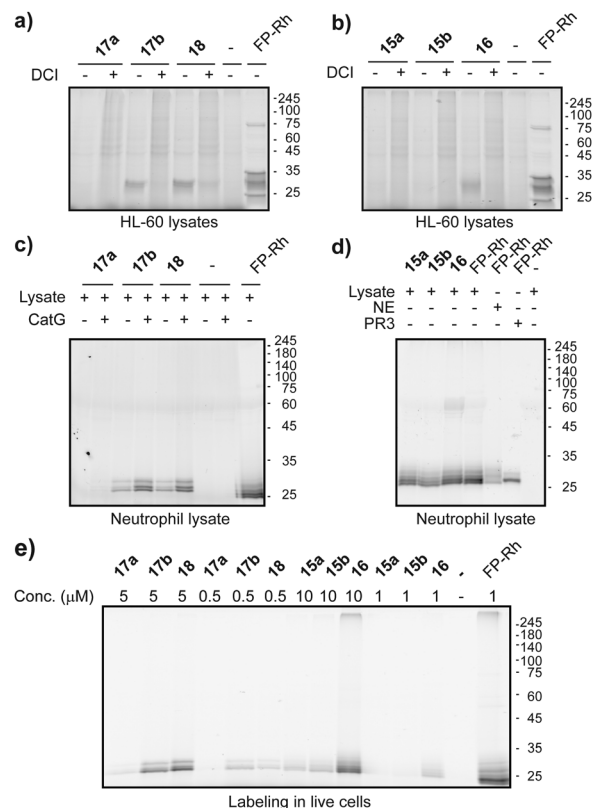 a)
17a 17b 18 - FP-Rh
DCI - + - + - + - -
-245
-100
- 75
- 60
- 45
- 35
- 25
HL-60 lysates
b)
15a 15b 16 - FP-Rh
DCI - + - + - + - -
-245
-100
- 75
- 60
- 45
- 35
- 25
HL-60 lysates
c)
17a 17b 18 - FP-Rh
Lysate + + + + + + + + +
CatG - + - + - + - + -
- 245
- 180
- 140
- 100
- 75
- 60
- 45
- 35
- 25
Neutrophil lysate
d)
15a 15b 16 FP-Rh FP-Rh FP-Rh -
Lysate + + + + - - +
NE - - - - + - -
PR3 - - - - - + -
- 245
- 180
- 140
- 100
- 75
- 60
- 45
- 35
- 25
Neutrophil lysate
e)
17a 17b 18 17a 17b 18 15a 15b 16 15a 15b 16 - FP-Rh
Conc. (μM) 5 5 5 0.5 0.5 0.5 10 10 10 1 1 1 - 1
- 245
- 180
- 140
- 100
- 75
- 60
- 45
- 35
- 25
Labeling in live cells